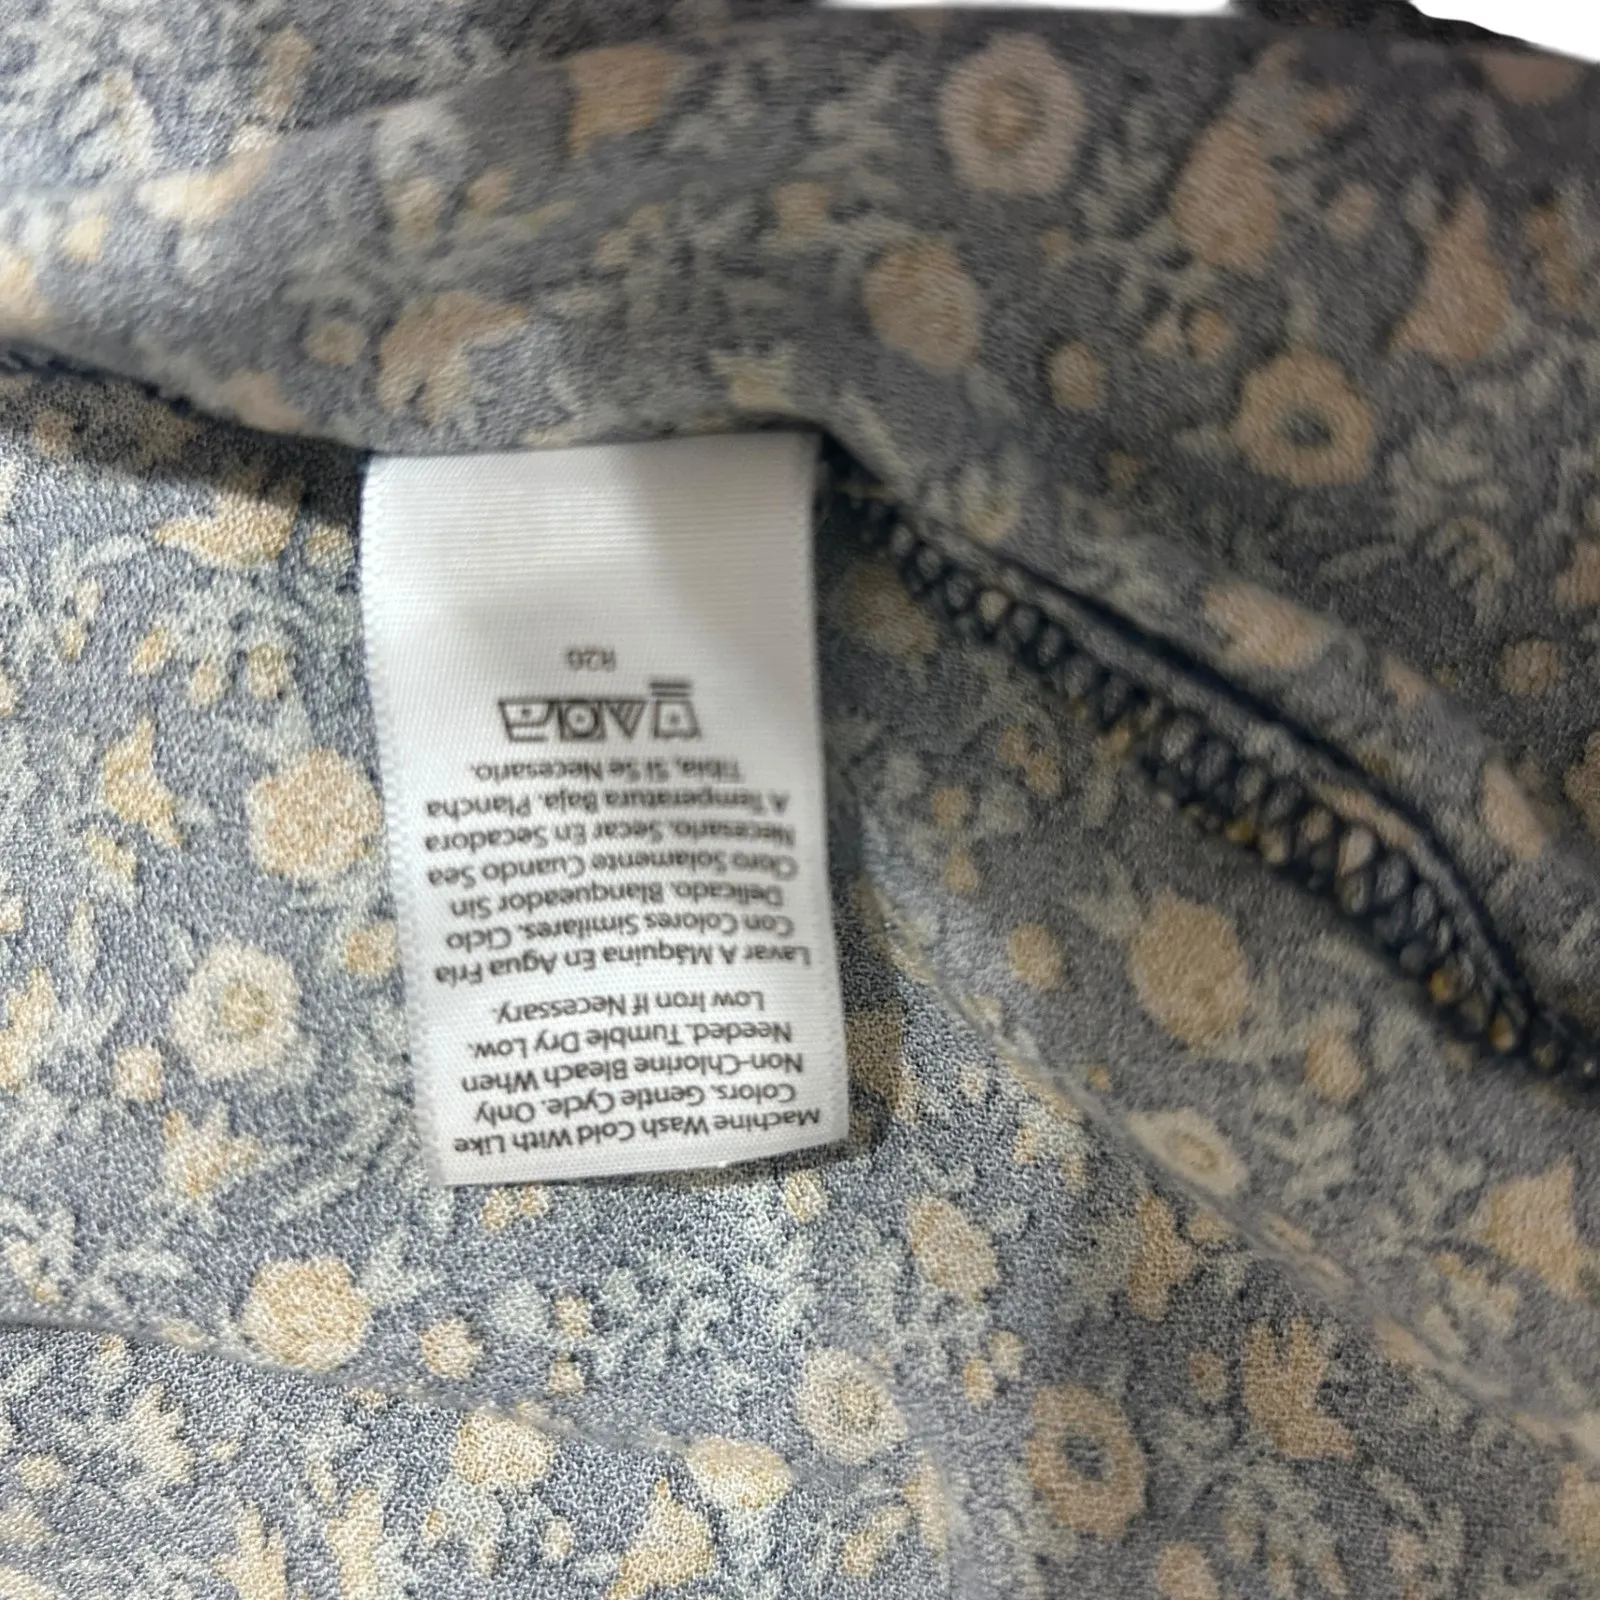 Machine Wash Cold With Like
Colors. Gentle Cycle. Only
Non-Chlorine Bleach When
Needed. Tumble Dry Low.
Low Iron If Necessary.
Lavar A Máquina En Agua Fría
Con Colores Similares. Ciclo
Delicado. Blanqueador Sin
Cloro Solamente Cuando Sea
Necesario. Secar En Secadora
A Temperatura Baja. Plancha
Tibia, Si Se Necesario.